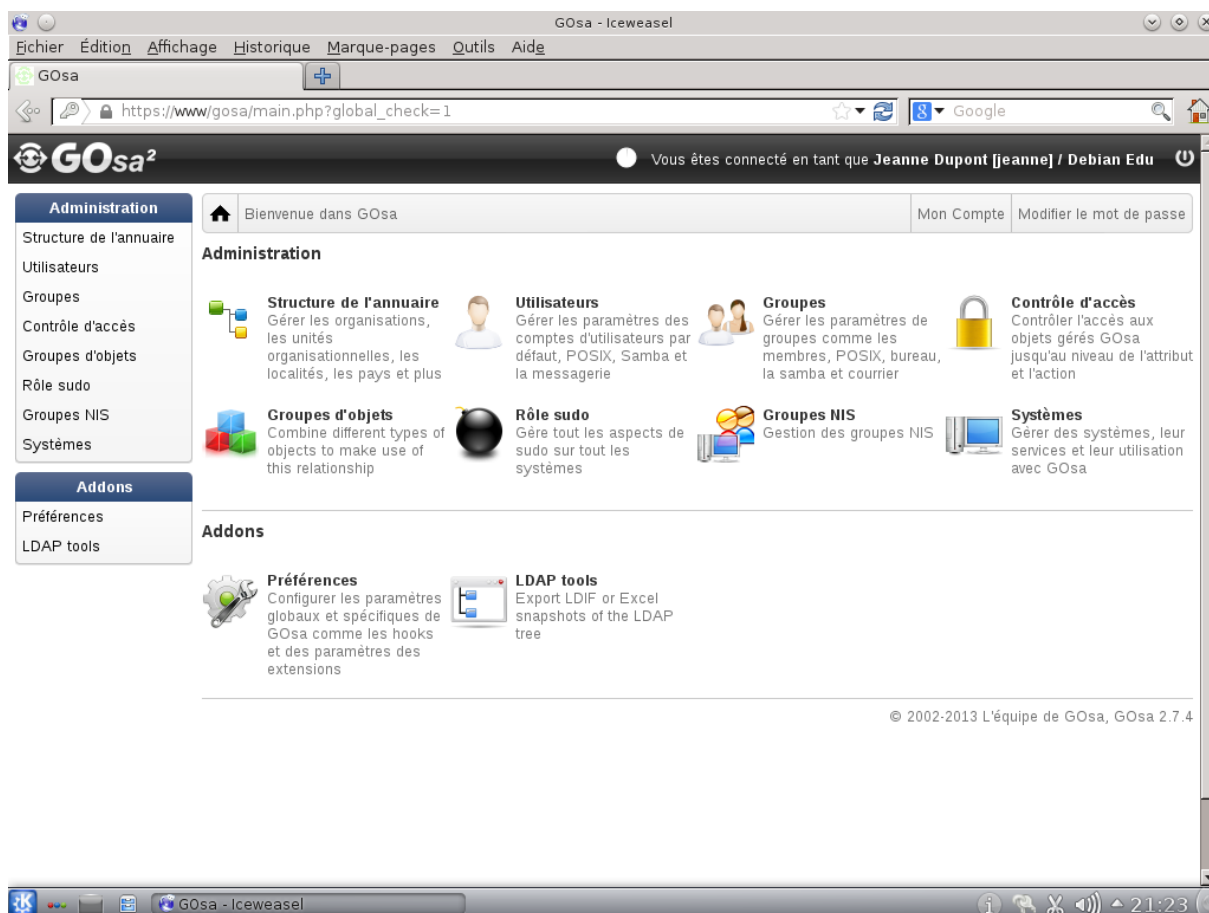 GOsa - Iceweasel
Fichier Édition Affichage Historique Marque-pages Outils Aide
GOsa
https://www/gosa/main.php?global_check=1
Google
GOsa²
Vous êtes connecté en tant que Jeanne Dupont [jeanne] / Debian Edu
Administration
Structure de l'annuaire
Utilisateurs
Groupes
Contrôle d'accès
Groupes d'objets
Rôle sudo
Groupes NIS
Systèmes
Addons
Préférences
LDAP tools
Bienvenue dans GOsa
Mon Compte
Modifier le mot de passe
Administration
Structure de l'annuaire
Gérer les organisations,
les unités
organisationnelles, les
localités, les pays et plus
Utilisateurs
Gérer les paramètres des
comptes d'utilisateurs par
défaut, POSIX, Samba et
la messagerie
Groupes
Gérer les paramètres de
groupes comme les
membres, POSIX, bureau,
la samba et courrier
Contrôle d'accès
Contrôler l'accès aux
objets gérés GOsa
jusqu'au niveau de l'attribut
et l'action
Groupes d'objets
Combine different types of
objects to make use of
this relationship
Rôle sudo
Gère tout les aspects de
sudo sur tout les
systèmes
Groupes NIS
Gestion des groupes NIS
Systèmes
Gérer des systèmes, leur
services et leur utilisation
avec GOsa
Addons
Préférences
Configurer les paramètres
globaux et spécifiques de
GOsa comme les hooks
et des paramètres des
extensions
LDAP tools
Export LDIF or Excel
snapshots of the LDAP
tree
© 2002-2013 L'équipe de GOsa, GOsa 2.7.4
GOsa - Iceweasel
21:23